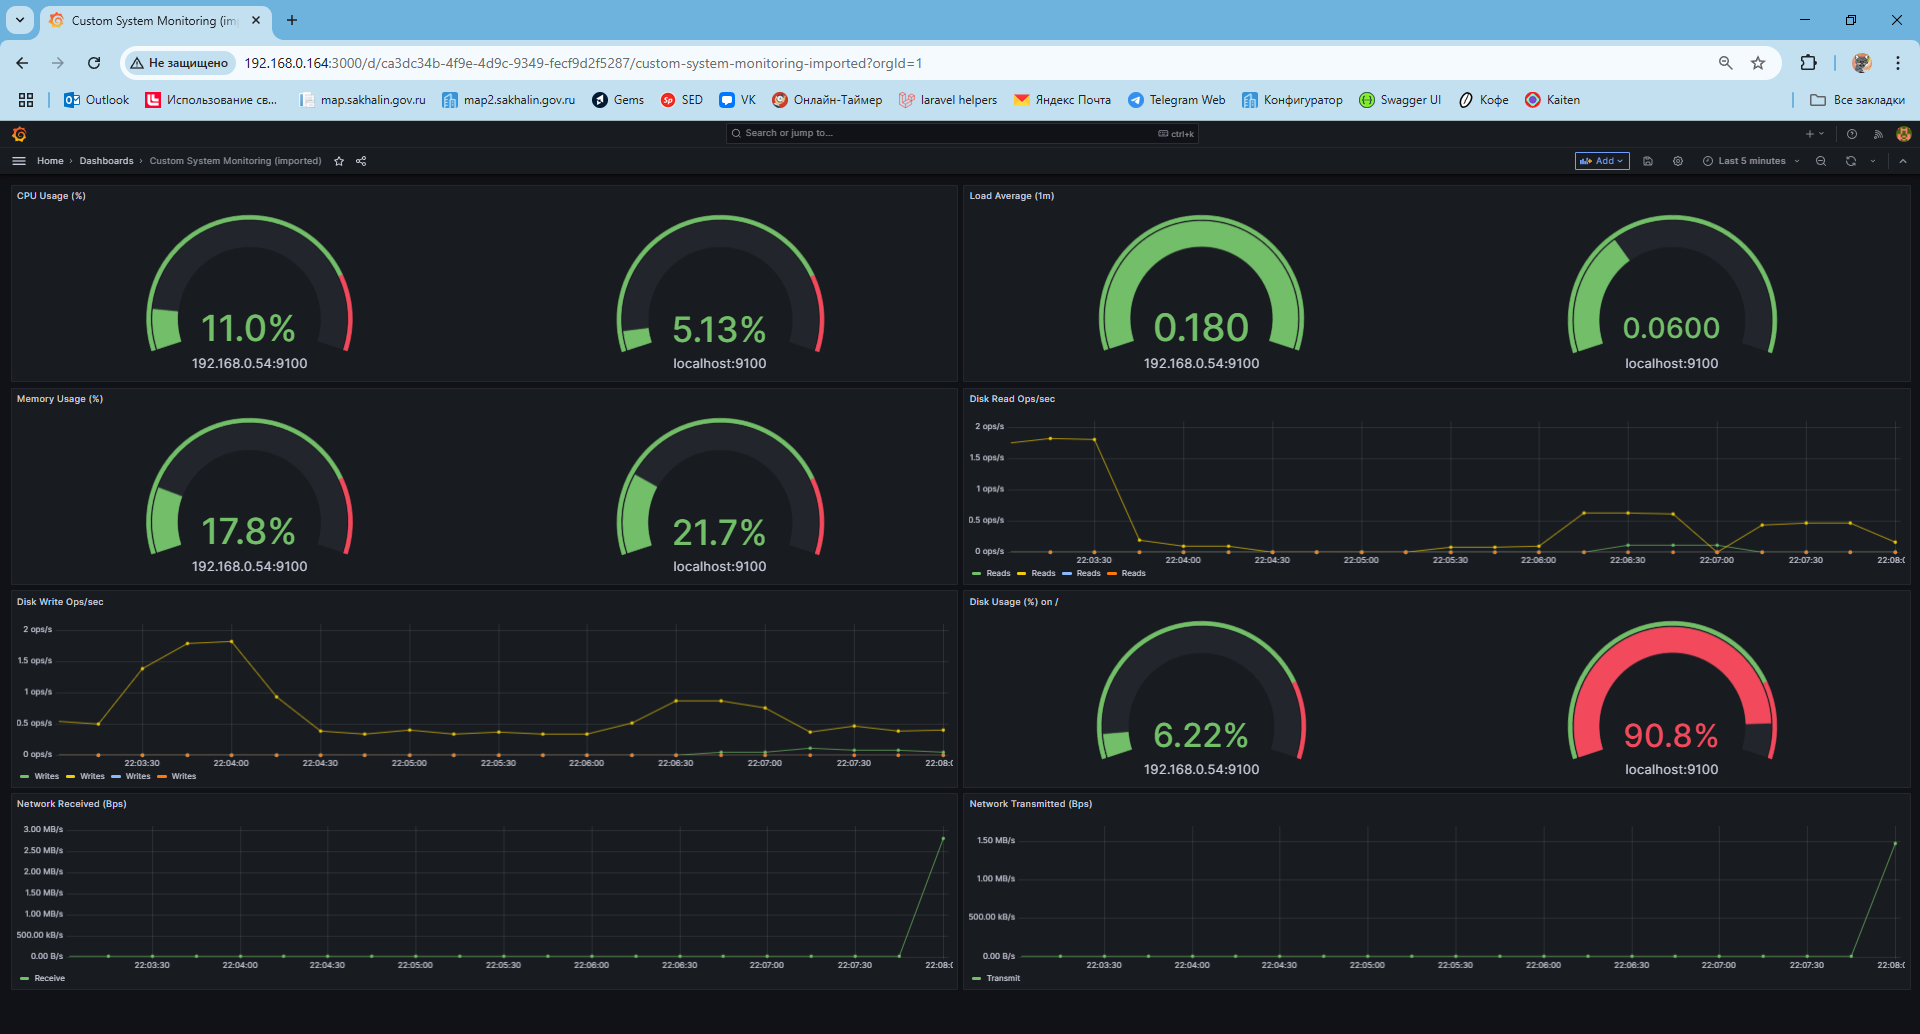 Custom System Monitoring (im
Не защищено
192.168.0.164:3000/d/ca3dc34b-4f9e-4d9c-9349-fecf9d2f5287/custom-system-monitoring-imported?orgId=1
Outlook
Использование св...
map.sakhalin.gov.ru
map2.sakhalin.gov.ru
Gems
SED
VK
Онлайн-Таймер
laravel helpers
Яндекс Почта
Telegram Web
Конфигуратор
Swagger UI
Кофе
Kaiten
Все закладки
Search or jump to...
ctrl+k
Home › Dashboards › Custom System Monitoring (imported)
Add
Last 5 minutes
CPU Usage (%)
11.0%
192.168.0.54:9100
5.13%
localhost:9100
Load Average (1m)
0.180
192.168.0.54:9100
0.0600
localhost:9100
Memory Usage (%)
17.8%
192.168.0.54:9100
21.7%
localhost:9100
Disk Read Ops/sec
2 ops/s
1.5 ops/s
1 ops/s
0.5 ops/s
0 ops/s
22:03:30 22:04:00 22:04:30 22:05:00 22:05:30 22:06:00 22:06:30 22:07:00 22:07:30 22:08:0
Reads Reads Reads Reads
Disk Write Ops/sec
2 ops/s
1.5 ops/s
1 ops/s
0.5 ops/s
0 ops/s
22:03:30 22:04:00 22:04:30 22:05:00 22:05:30 22:06:00 22:06:30 22:07:00 22:07:30 22:08:0
Writes Writes Writes Writes
Disk Usage (%) on /
6.22%
192.168.0.54:9100
90.8%
localhost:9100
Network Received (Bps)
3.00 MB/s
2.50 MB/s
2.00 MB/s
1.50 MB/s
1.00 MB/s
500.00 kB/s
0.00 B/s
22:03:30 22:04:00 22:04:30 22:05:00 22:05:30 22:06:00 22:06:30 22:07:00 22:07:30 22:08:0
Receive
Network Transmitted (Bps)
1.50 MB/s
1.00 MB/s
500.00 kB/s
0.00 B/s
22:03:30 22:04:00 22:04:30 22:05:00 22:05:30 22:06:00 22:06:30 22:07:00 22:07:30 22:08:0
Transmit